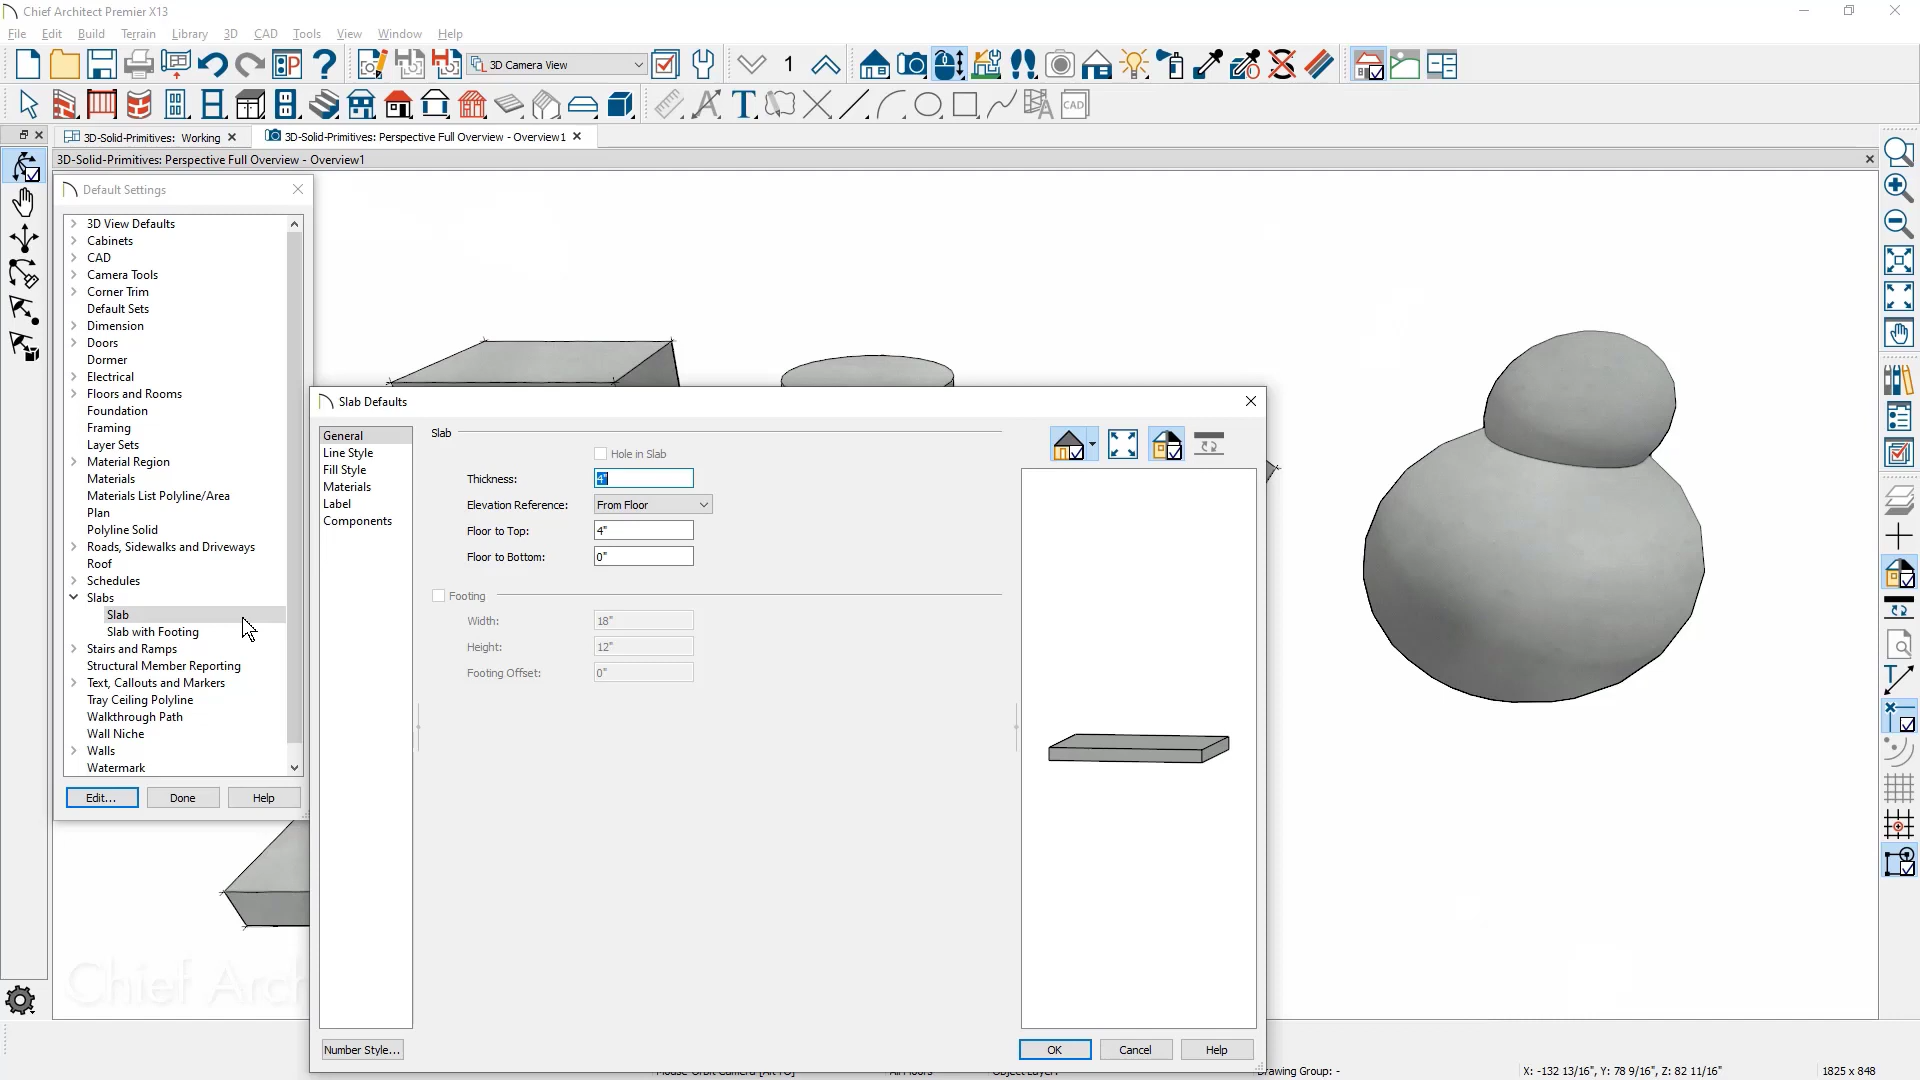 Chief Architect Premier X13
File Edit Build Terrain Library 3D CAD Tools View Window Help
3D Camera View
1
CAD
3D-Solid-Primitives: Working
3D-Solid-Primitives: Perspective Full Overview - Overview1
3D-Solid-Primitives: Perspective Full Overview - Overview1
Default Settings
3D View Defaults
Cabinets
CAD
Camera Tools
Corner Trim
Default Sets
Dimension
Doors
Dormer
Electrical
Floors and Rooms
Foundation
Framing
Layer Sets
Material Region
Materials
Materials List Polyline/Area
Plan
Polyline Solid
Roads, Sidewalks and Driveways
Roof
Schedules
Slabs
Slab
Slab with Footing
Stairs and Ramps
Structural Member Reporting
Text, Callouts and Markers
Tray Ceiling Polyline
Walkthrough Path
Wall Niche
Walls
Watermark
Edit... Done Help
Slab Defaults
General
Line Style
Fill Style
Materials
Label
Components
Slab
Hole in Slab
Thickness: 4"
Elevation Reference: From Floor
Floor to Top: 4"
Floor to Bottom: 0"
Footing
Width: 18"
Height: 12"
Footing Offset: 0"
Number Style... OK Cancel Help
Chief Arch
Drawing Group: - X: -132 13/16", Y: 78 9/16", Z: 82 11/16" 1825 x 848